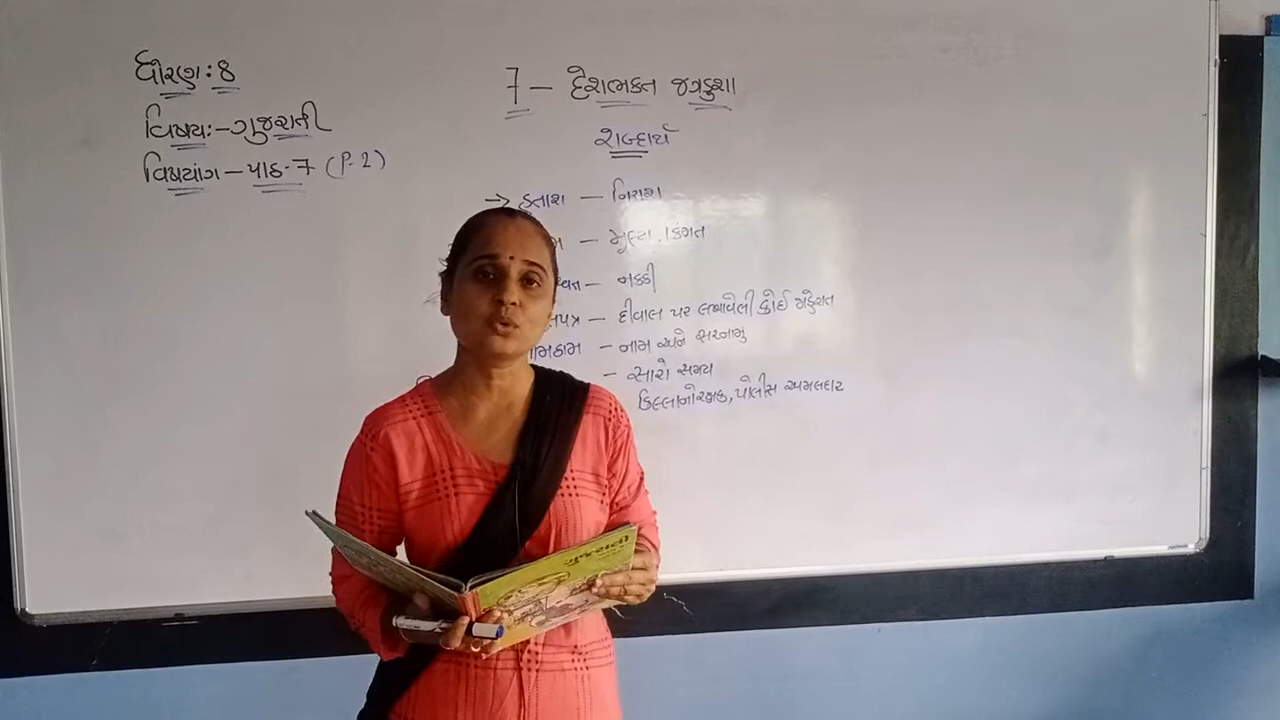 ધોરણ: 8
વિષય:- ગુજરાતી
વિષયાંગ - પાઠ-7 (P-2)
7 - દેશભક્ત જગડુશા
શબ્દાર્થ
→ હતાશ - નિરાશ
- મૂલ્ય, કિંમત
- નક્કી
- દીવાલ પર લખાવેલી કોઈ જાહેરાત
- નામ અને સરનામું
- સારો સમય
કિલ્લાનો રક્ષક, પોલીસ અમલદાર
ગુજરાતી